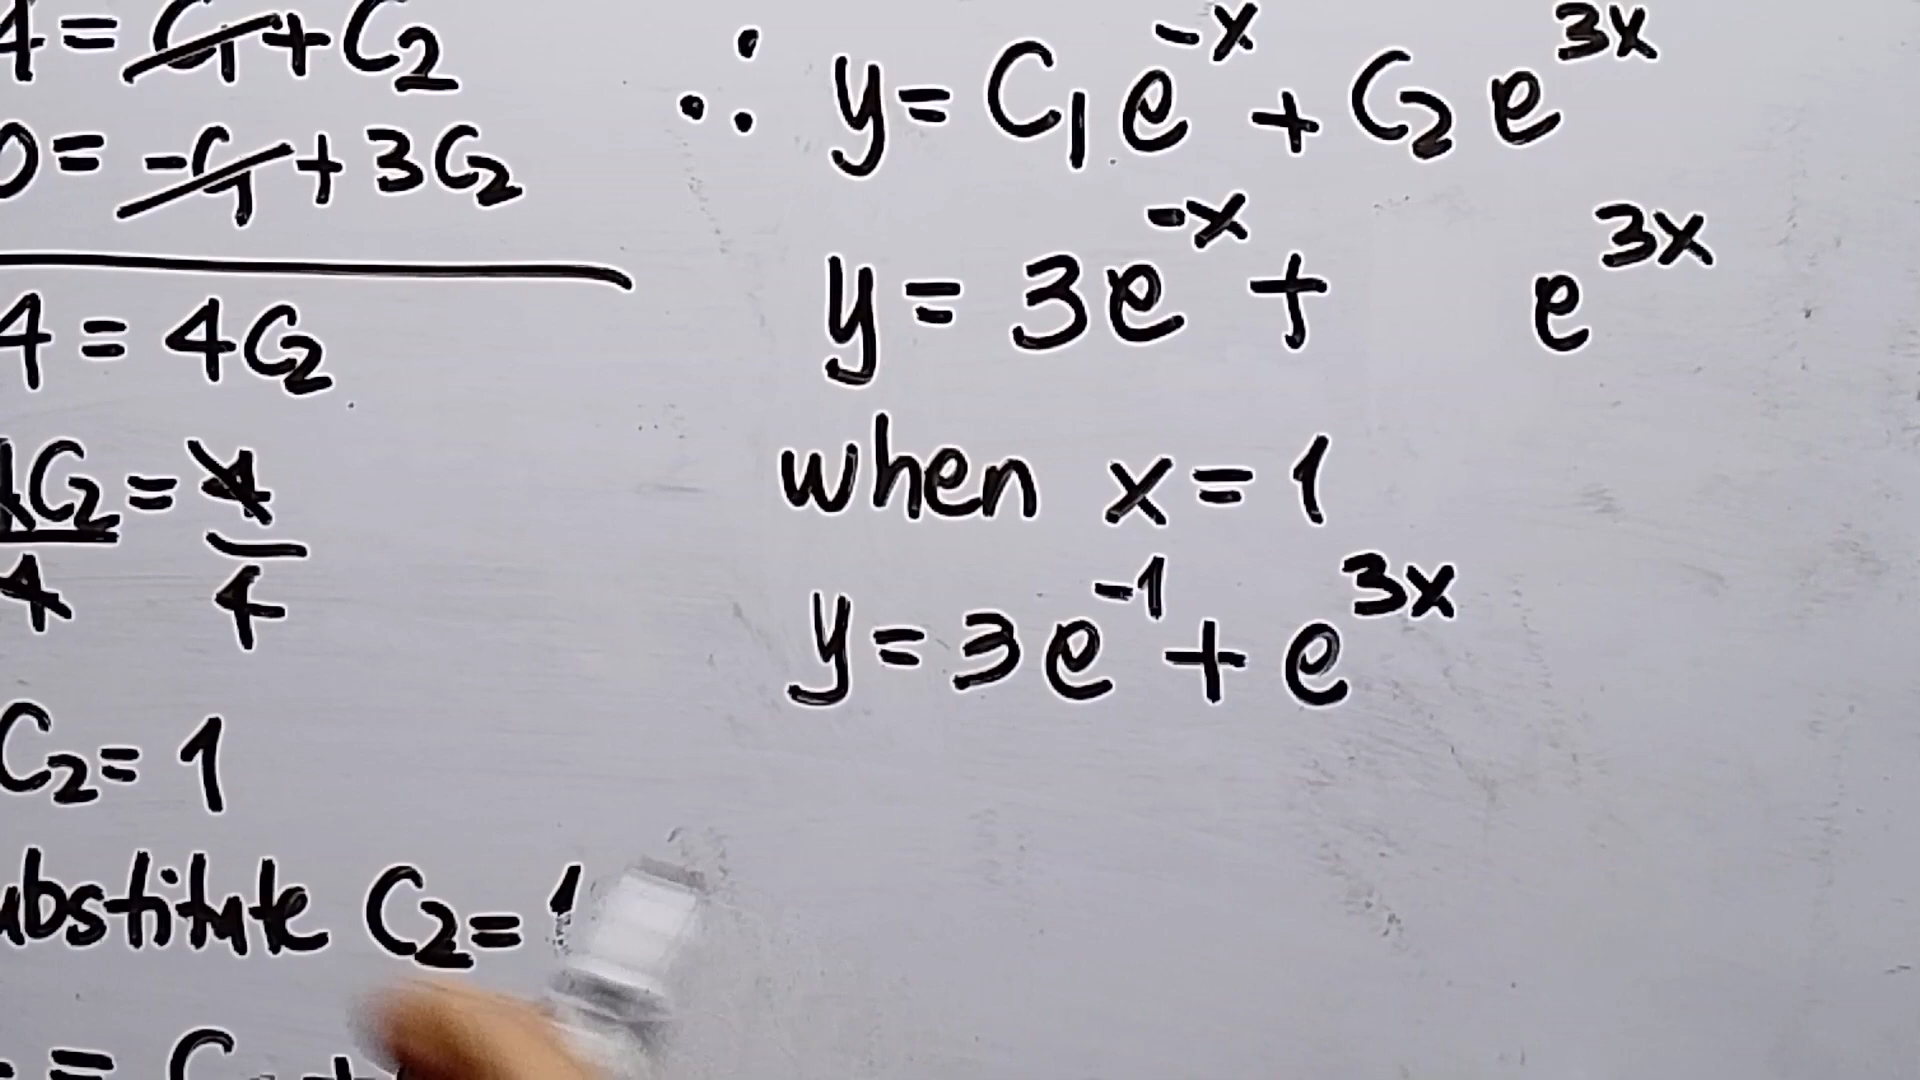 4 = C₁ + C₂
0 = -C₁ + 3C₂
4 = 4C₂
4C₂ = 4
4 4
C₂ = 1
ubstitute C₂ = 1
= C
∴ y = C₁e^-x + C₂e^3x
y = 3e^-x + e^3x
when x = 1
y = 3e^-1 + e^3x